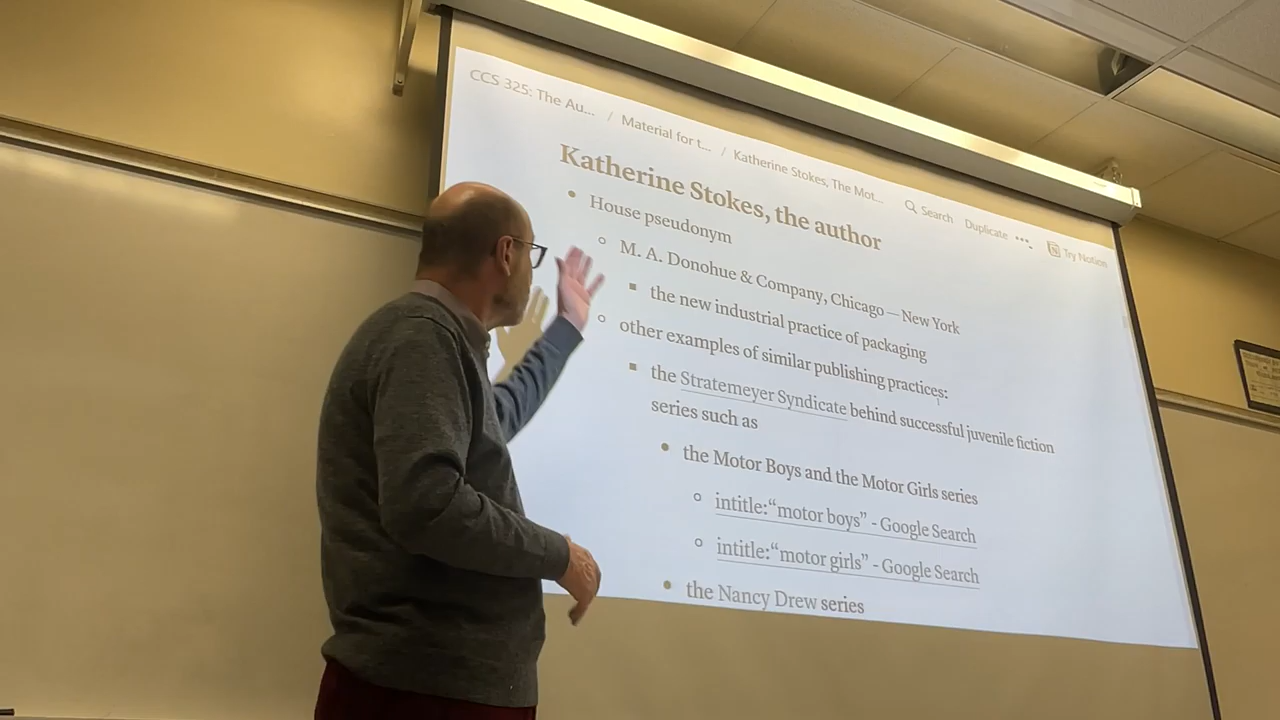 CCS 325: The Au... / Material for t... / Katherine Stokes, The Mot...
Search Duplicate ••• Try Notion
Katherine Stokes, the author
House pseudonym
M. A. Donohue & Company, Chicago — New York
the new industrial practice of packaging
other examples of similar publishing practices:
the Stratemeyer Syndicate behind successful juvenile fiction
series such as
the Motor Boys and the Motor Girls series
intitle:“motor boys” - Google Search
intitle:“motor girls” - Google Search
the Nancy Drew series